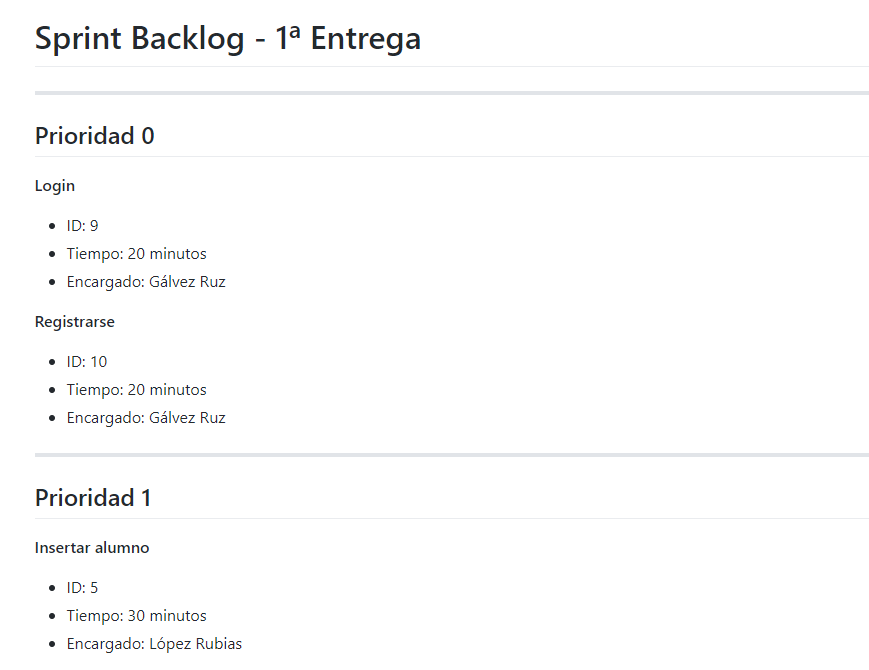 Sprint Backlog - 1ª Entrega
Prioridad 0
Login
ID: 9
Tiempo: 20 minutos
Encargado: Gálvez Ruz
Registrarse
ID: 10
Tiempo: 20 minutos
Encargado: Gálvez Ruz
Prioridad 1
Insertar alumno
ID: 5
Tiempo: 30 minutos
Encargado: López Rubias